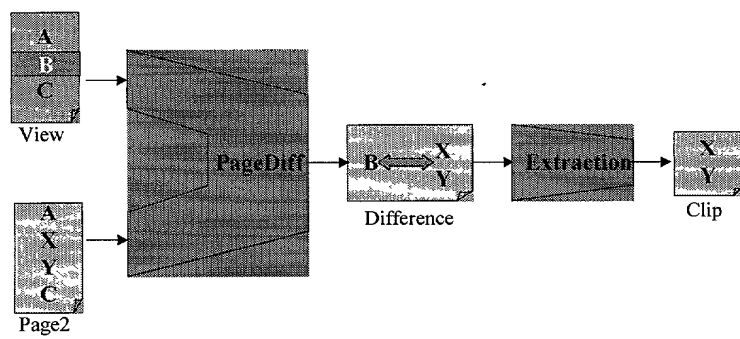 A
B
C
View
A
X
Y
C
Page2
PageDiff
B X
Y
Difference
Extraction
X
Y
Clip